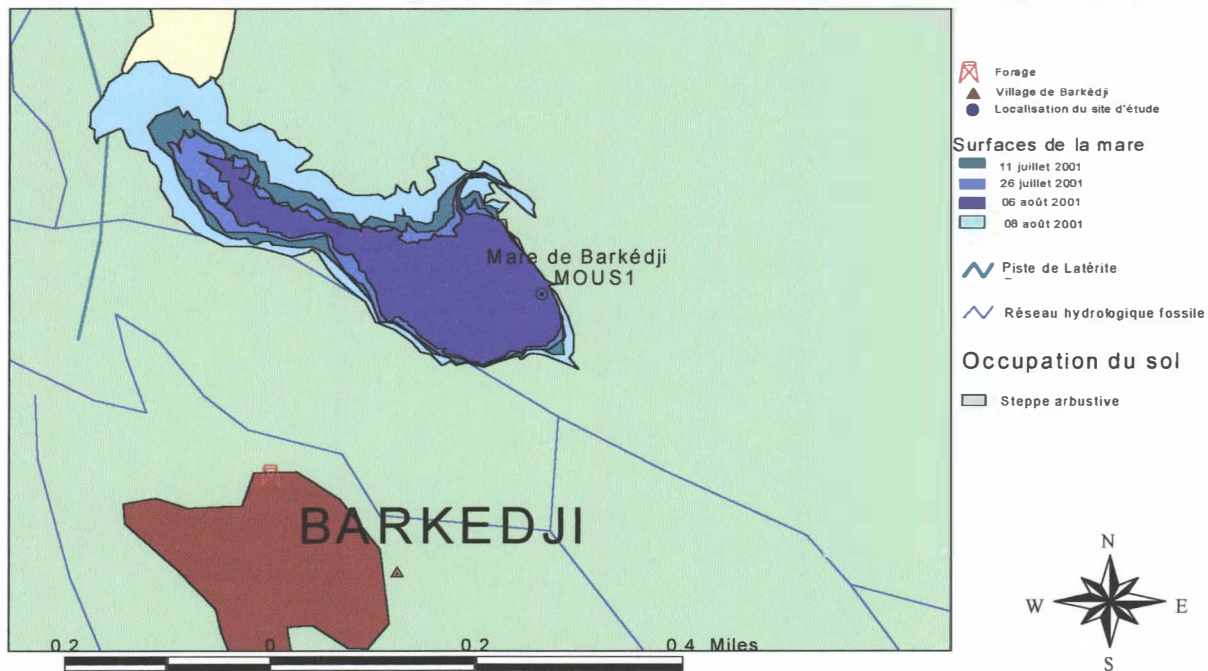 Forage
Village de Barkédji
Localisation du site d'étude
Surfaces de la mare
11 juillet 2001
26 juillet 2001
06 août 2001
08 août 2001
Piste de Latérite
Réseau hydrologique fossile
Occupation du sol
Steppe arbustive
Mare de Barkédji
MOUS1
BARKEDJI
0.2 0 0.2 0.4 Miles
N
W E
S